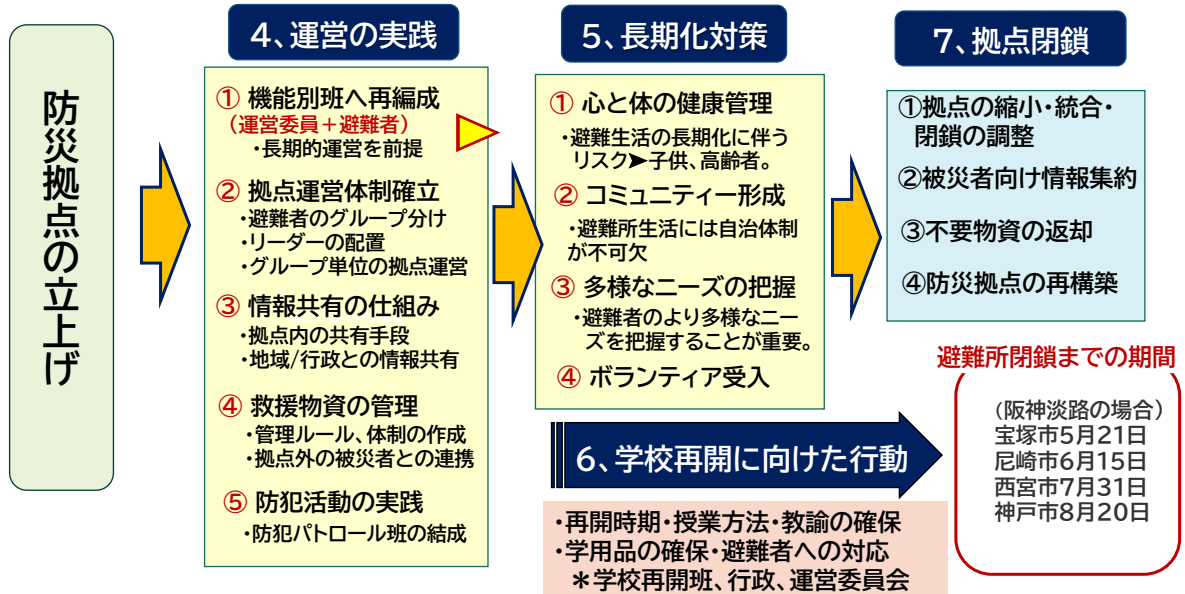 防災拠点の立上げ
4、運営の実践
① 機能別班へ再編成
(運営委員+避難者)
・長期的運営を前提
② 拠点運営体制確立
・避難者のグループ分け
・リーダーの配置
・グループ単位の拠点運営
③ 情報共有の仕組み
・拠点内の共有手段
・地域/行政との情報共有
④ 救援物資の管理
・管理ルール、体制の作成
・拠点外の被災者との連携
⑤ 防犯活動の実践
・防犯パトロール班の結成
5、長期化対策
① 心と体の健康管理
・避難生活の長期化に伴う
リスク➤子供、高齢者。
② コミュニティー形成
・避難所生活には自治体制
が不可欠
③ 多様なニーズの把握
・避難者のより多様なニー
ズを把握することが重要。
④ ボランティア受入
6、学校再開に向けた行動
・再開時期・授業方法・教諭の確保
・学用品の確保・避難者への対応
＊学校再開班、行政、運営委員会
7、拠点閉鎖
①拠点の縮小・統合・
閉鎖の調整
②被災者向け情報集約
③不要物資の返却
④防災拠点の再構築
避難所閉鎖までの期間
(阪神淡路の場合)
宝塚市5月21日
尼崎市6月15日
西宮市7月31日
神戸市8月20日